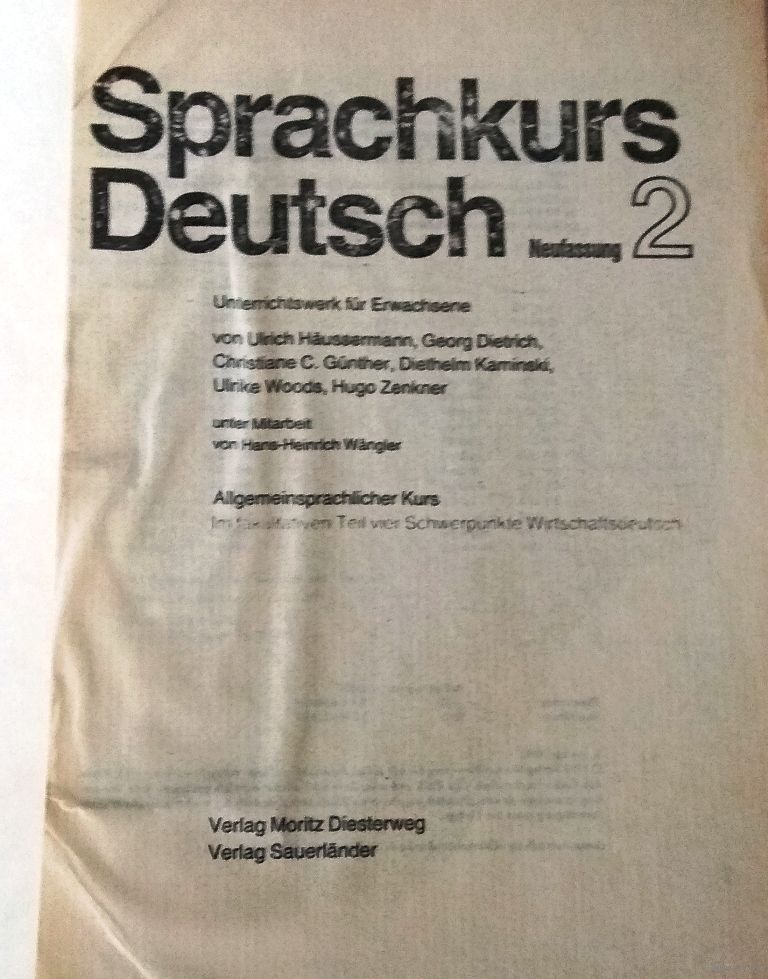 Sprachkurs
Deutsch Neufassung 2
Unterrichtswerk für Erwachsene
von Ulrich Häussermann, Georg Dietrich,
Christiane C. Günther, Diethelm Kaminski,
Ulrike Woods, Hugo Zenkner
unter Mitarbeit
von Hans-Heinrich Wängler
Allgemeinsprachlicher Kurs
Im fakultativen Teil vier Schwerpunkte Wirtschaftsdeutsch
Verlag Moritz Diesterweg
Verlag Sauerländer